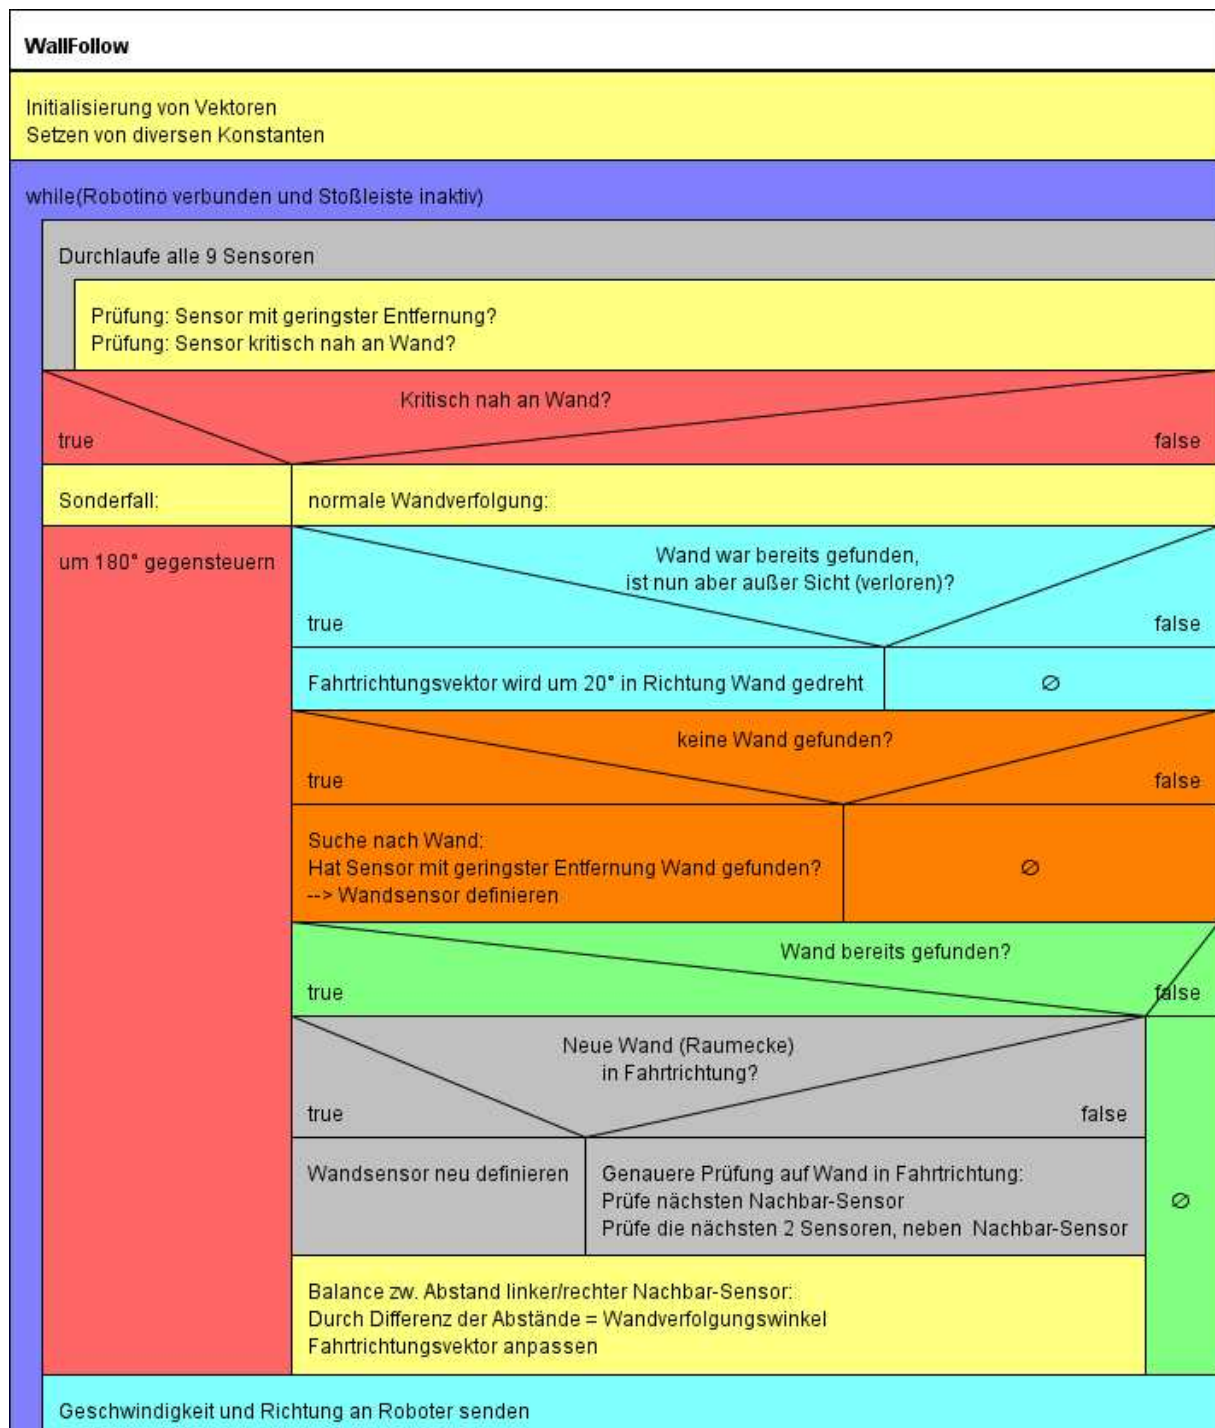 WallFollow
Initialisierung von Vektoren
Setzen von diversen Konstanten
while(Robotino verbunden und Stoßleiste inaktiv)
Durchlaufe alle 9 Sensoren
Prüfung: Sensor mit geringster Entfernung?
Prüfung: Sensor kritisch nah an Wand?
Kritisch nah an Wand?
true
false
Sonderfall:
normale Wandverfolgung:
um 180° gegensteuern
Wand war bereits gefunden,
ist nun aber außer Sicht (verloren)?
true
false
Fahrtrichtungsvektor wird um 20° in Richtung Wand gedreht
∅
keine Wand gefunden?
true
false
Suche nach Wand:
Hat Sensor mit geringster Entfernung Wand gefunden?
--> Wandsensor definieren
∅
Wand bereits gefunden?
true
false
Neue Wand (Raumecke)
in Fahrtrichtung?
true
false
Wandsensor neu definieren
Genauere Prüfung auf Wand in Fahrtrichtung:
Prüfe nächsten Nachbar-Sensor
Prüfe die nächsten 2 Sensoren, neben Nachbar-Sensor
∅
Balance zw. Abstand linker/rechter Nachbar-Sensor:
Durch Differenz der Abstände = Wandverfolgungswinkel
Fahrtrichtungsvektor anpassen
Geschwindigkeit und Richtung an Roboter senden